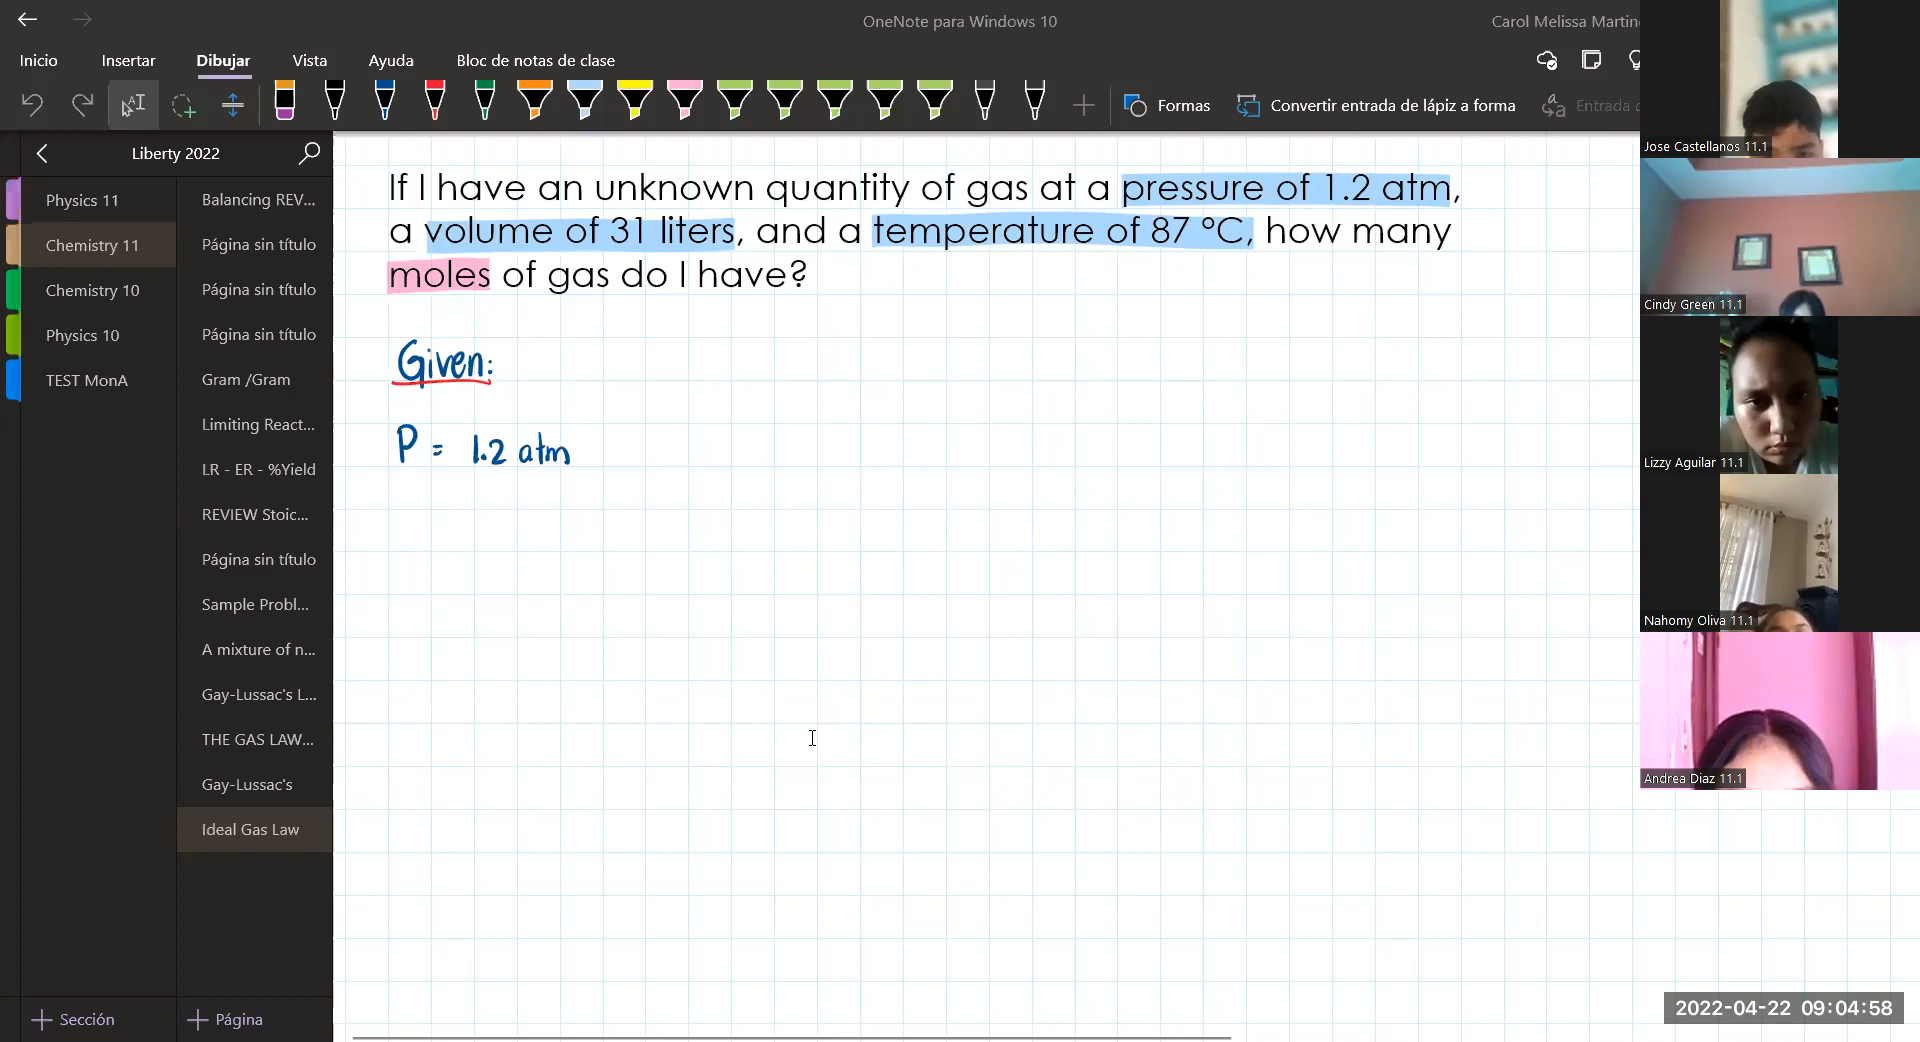 OneNote para Windows 10
Carol Melissa Martin
Inicio
Insertar
Dibujar
Vista
Ayuda
Bloc de notas de clase
Formas
Convertir entrada de lápiz a forma
Entrada
Liberty 2022
Physics 11
Chemistry 11
Chemistry 10
Physics 10
TEST MonA
Balancing REV...
Página sin título
Página sin título
Página sin título
Gram /Gram
Limiting React...
LR - ER - %Yield
REVIEW Stoic...
Página sin título
Sample Probl...
A mixture of n...
Gay-Lussac's L...
THE GAS LAW...
Gay-Lussac's
Ideal Gas Law
Sección
Página
If I have an unknown quantity of gas at a pressure of 1.2 atm,
a volume of 31 liters, and a temperature of 87 °C, how many
moles of gas do I have?
Given:
P = 1.2 atm
Jose Castellanos 11.1
Cindy Green 11.1
Lizzy Aguilar 11.1
Nahomy Oliva 11.1
Andrea Diaz 11.1
2022-04-22 09:04:58